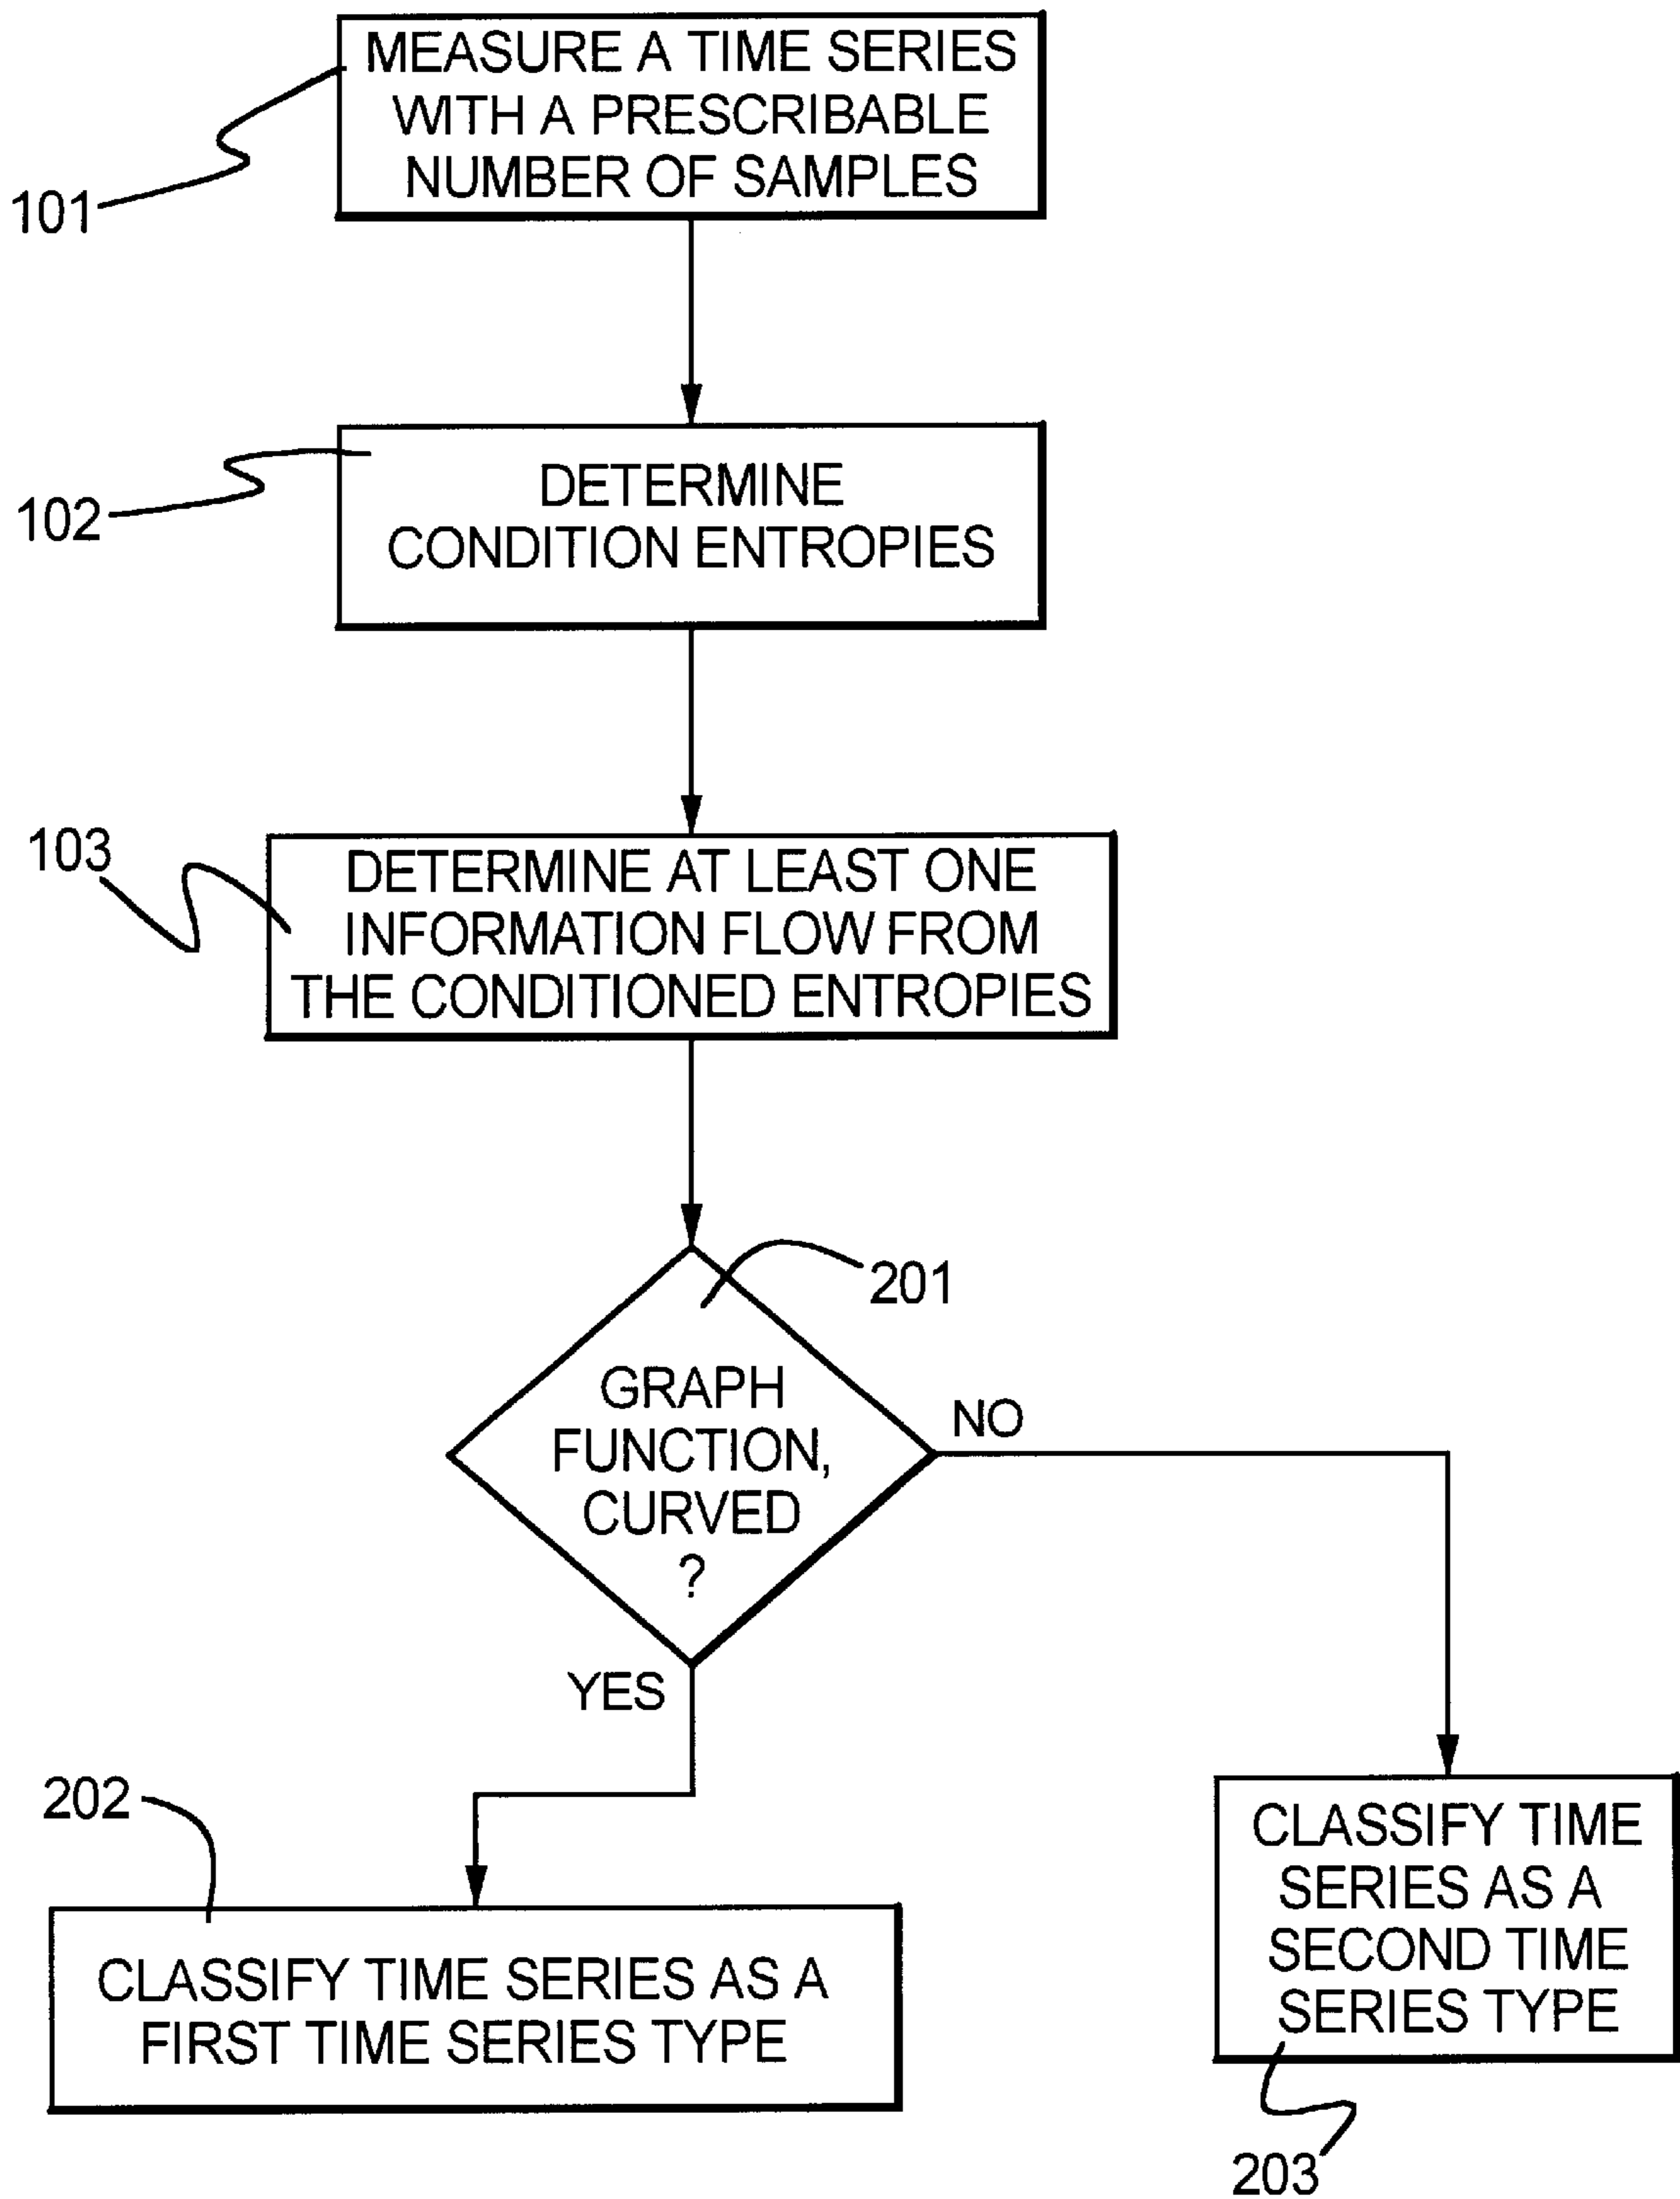 MEASURE A TIME SERIES
WITH A PRESCRIBABLE
NUMBER OF SAMPLES
101
DETERMINE
CONDITION ENTROPIES
102
103
DETERMINE AT LEAST ONE
INFORMATION FLOW FROM
THE CONDITIONED ENTROPIES
201
GRAPH
FUNCTION,
CURVED
?
NO
YES
202
CLASSIFY TIME SERIES AS A
FIRST TIME SERIES TYPE
CLASSIFY TIME
SERIES AS A
SECOND TIME
SERIES TYPE
203